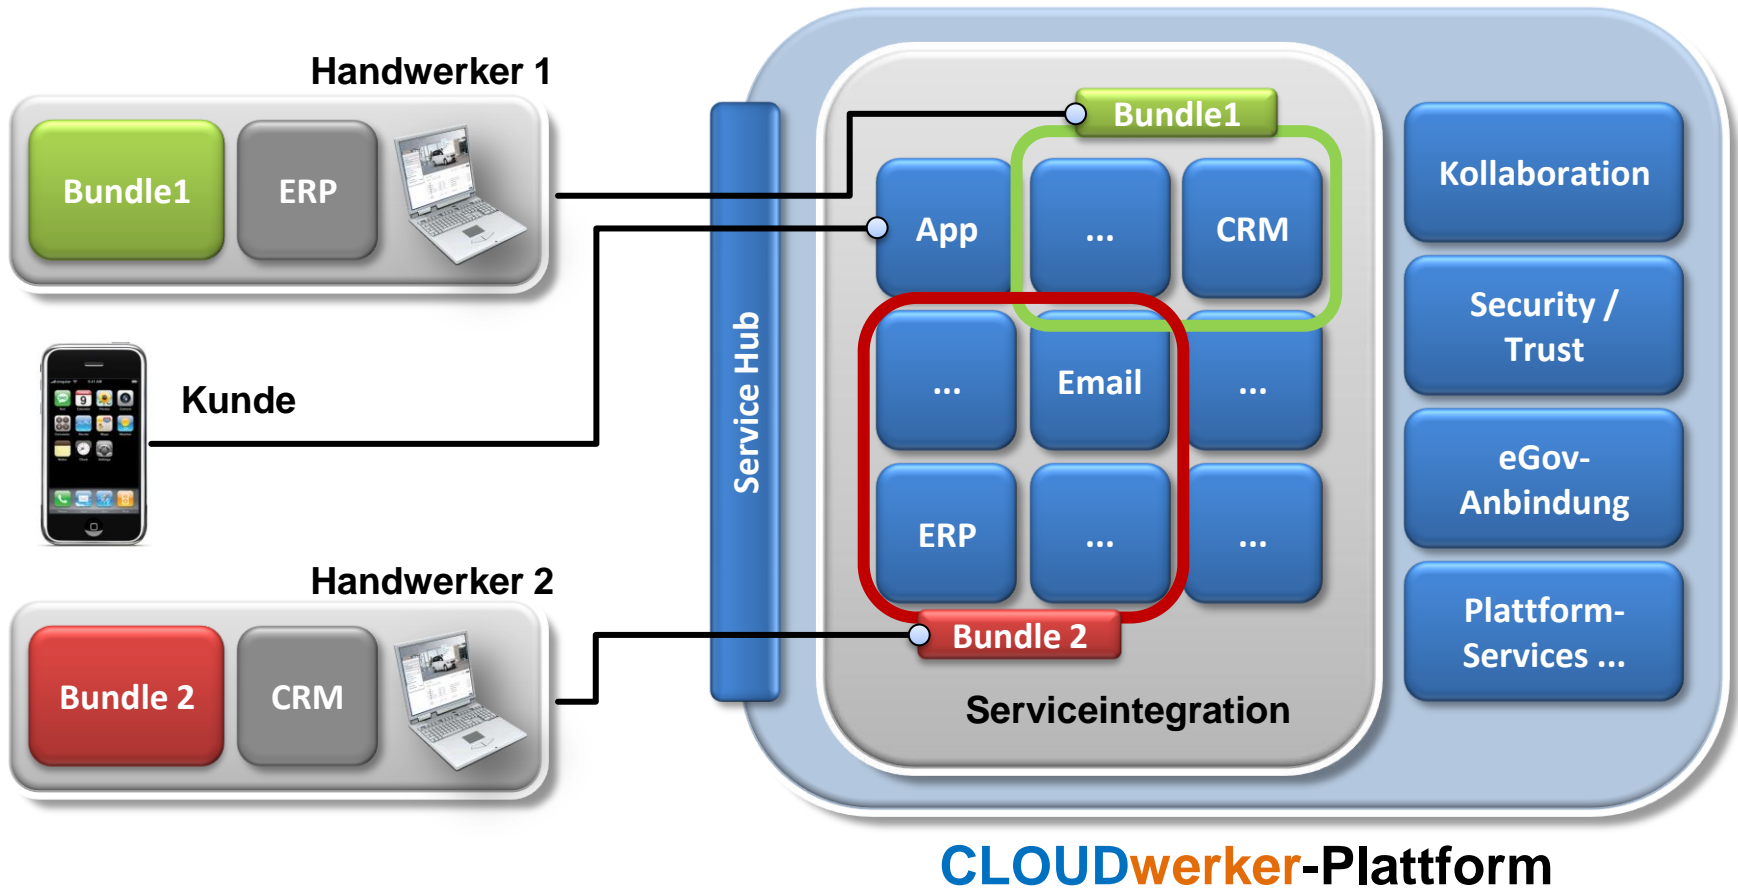 Handwerker 1
Bundle1
ERP
Kunde
Handwerker 2
Bundle 2
CRM
Service Hub
Bundle1
App
...
CRM
...
Email
...
ERP
...
...
Bundle 2
Serviceintegration
Kollaboration
Security /
Trust
eGov-
Anbindung
Plattform-
Services ...
CLOUDwerker-Plattform